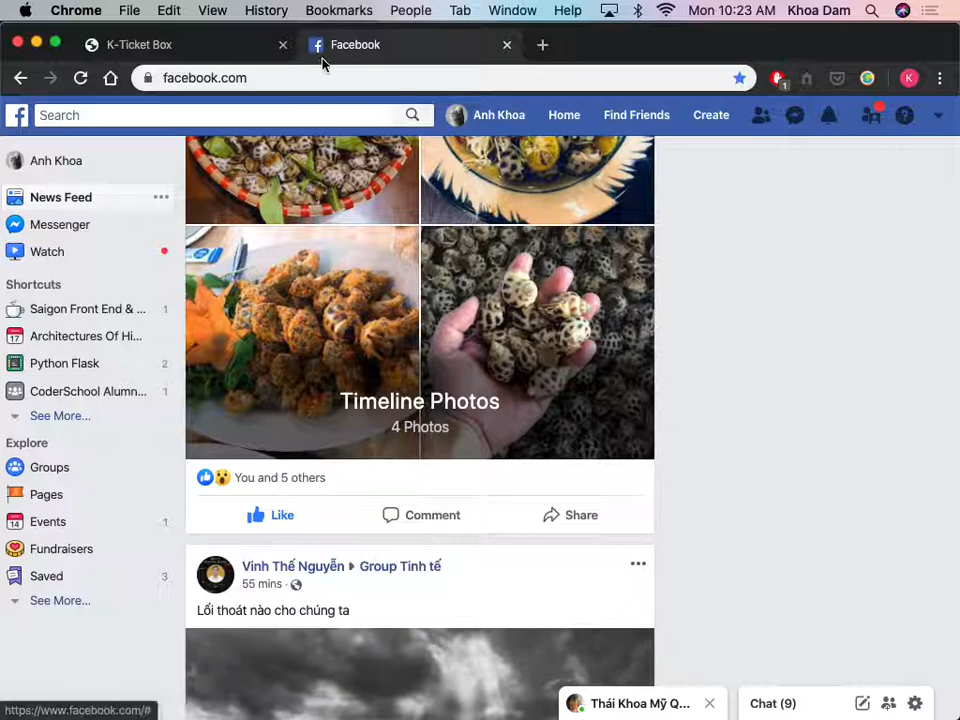 Chrome File Edit View History Bookmarks People Tab Window Help Mon 10:23 AM Khoa Dam
K-Ticket Box
Facebook
facebook.com
1
K
Search
Anh Khoa Home Find Friends Create
Anh Khoa
News Feed
Messenger
Watch
Shortcuts
Saigon Front End & ... 1
Architectures Of Hi...
Python Flask 2
CoderSchool Alumn... 1
See More...
Explore
Groups
Pages
Events 1
Fundraisers
Saved 3
See More...
Timeline Photos
4 Photos
You and 5 others
Like Comment Share
Vinh Thế Nguyễn Group Tinh tế
55 mins ·
Lối thoát nào cho chúng ta
Thái Khoa Mỹ Q...
Chat (9)
https://www.facebook.com/#